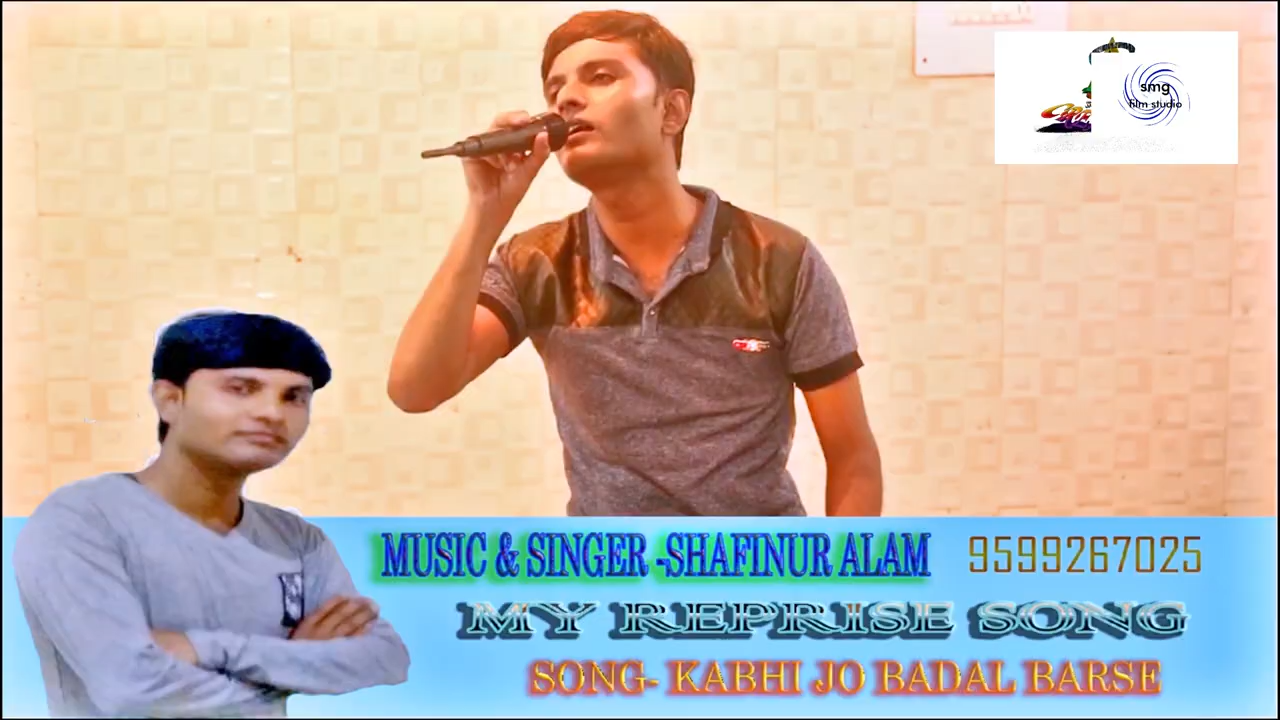 smg
film studio
MUSIC & SINGER -SHAFINUR ALAM 9599267025
MY REPRISE SONG
SONG- KABHI JO BADAL BARSE